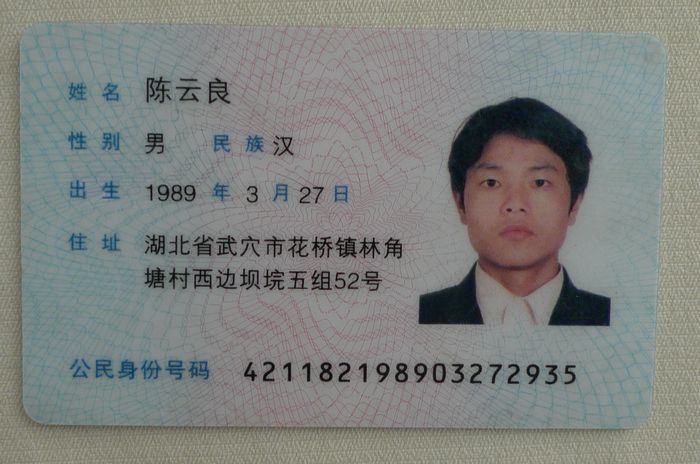 姓名 陈云良
性别 男 民族 汉
出生 1989 年 3 月 27 日
住址 湖北省武穴市花桥镇林角
塘村西边坝垸五组52号
公民身份号码 421182198903272935